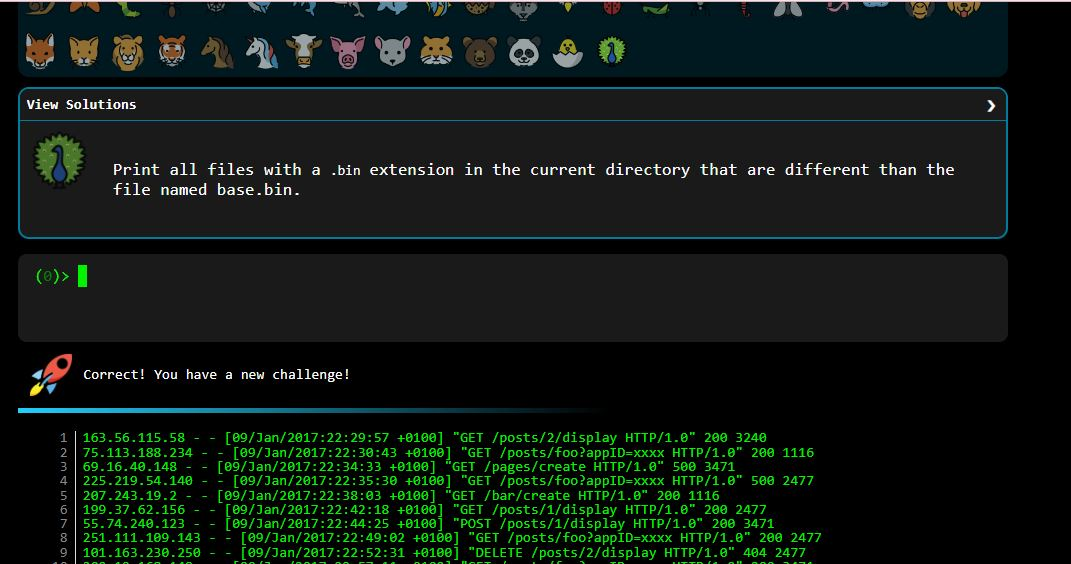 View Solutions
Print all files with a .bin extension in the current directory that are different than the
file named base.bin.
(0)>
Correct! You have a new challenge!
1 163.56.115.58 - - [09/Jan/2017:22:29:57 +0100] "GET /posts/2/display HTTP/1.0" 200 3240
2 75.113.188.234 - - [09/Jan/2017:22:30:43 +0100] "GET /posts/foo?appID=xxxx HTTP/1.0" 200 1116
3 69.16.40.148 - - [09/Jan/2017:22:34:33 +0100] "GET /pages/create HTTP/1.0" 500 3471
4 225.219.54.140 - - [09/Jan/2017:22:35:30 +0100] "GET /posts/foo?appID=xxxx HTTP/1.0" 500 2477
5 207.243.19.2 - - [09/Jan/2017:22:38:03 +0100] "GET /bar/create HTTP/1.0" 200 1116
6 199.37.62.156 - - [09/Jan/2017:22:42:18 +0100] "GET /posts/1/display HTTP/1.0" 200 2477
7 55.74.240.123 - - [09/Jan/2017:22:44:25 +0100] "POST /posts/1/display HTTP/1.0" 200 3471
8 251.111.109.143 - - [09/Jan/2017:22:49:02 +0100] "GET /posts/foo?appID=xxxx HTTP/1.0" 200 2477
9 101.163.230.250 - - [09/Jan/2017:22:52:31 +0100] "DELETE /posts/2/display HTTP/1.0" 404 2477